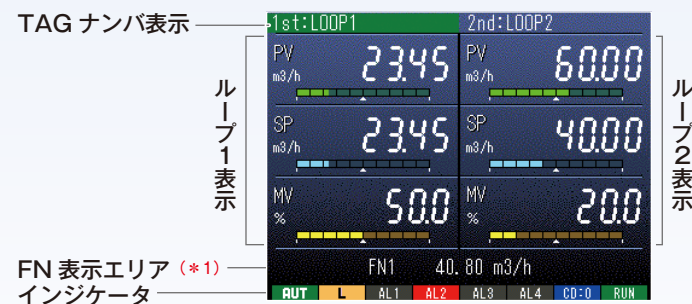 TAG ナンバ表示
1st:LOOP1 2nd:LOOP2
ループ1表示
PV m3/h 23.45
PV m3/h 60.00
SP m3/h 23.45
SP m3/h 40.00
MV % 50.0
MV % 20.0
ループ2表示
FN 表示エリア（*1）
FN1 40.80 m3/h
インジケータ
AUT L AL1 AL2 AL3 AL4 CD:0 RUN